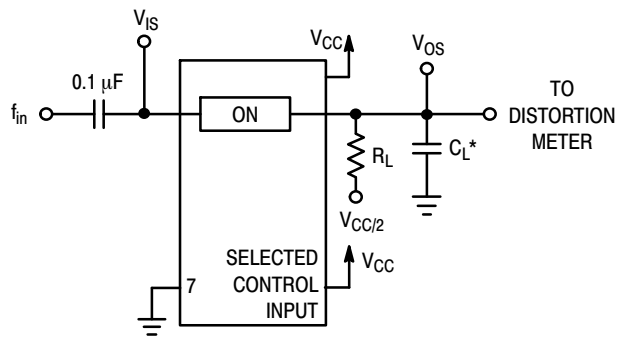 V_IS
V_CC
V_OS
0.1 μF
f_in
ON
TO
DISTORTION
METER
R_L
C_L*
V_CC/2
SELECTED
CONTROL
INPUT
V_CC
7